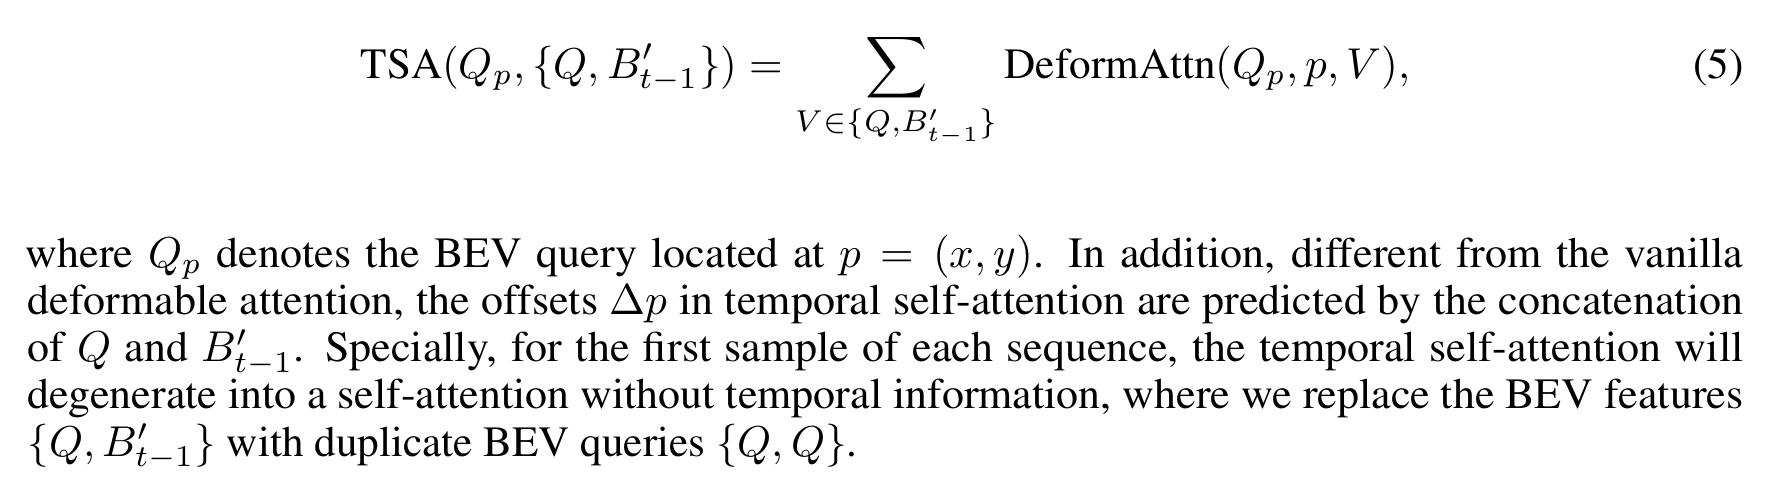 TSA(Q_p, {Q, B'_{t−1}}) = ∑_{V∈{Q,B'_{t−1}}} DeformAttn(Q_p, p, V), (5)
where Q_p denotes the BEV query located at p = (x, y). In addition, different from the vanilla
deformable attention, the offsets Δp in temporal self-attention are predicted by the concatenation
of Q and B'_{t−1}. Specially, for the first sample of each sequence, the temporal self-attention will
degenerate into a self-attention without temporal information, where we replace the BEV features
{Q, B'_{t−1}} with duplicate BEV queries {Q, Q}.